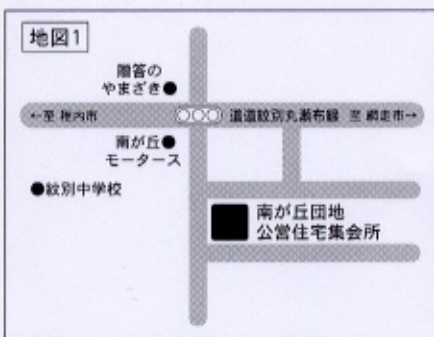 地図1
贈答の
やまざき●
←至 稚内市
道道紋別丸瀬布線 至 網走市→
南が丘●
モータース
●紋別中学校
南が丘団地
公営住宅集会所